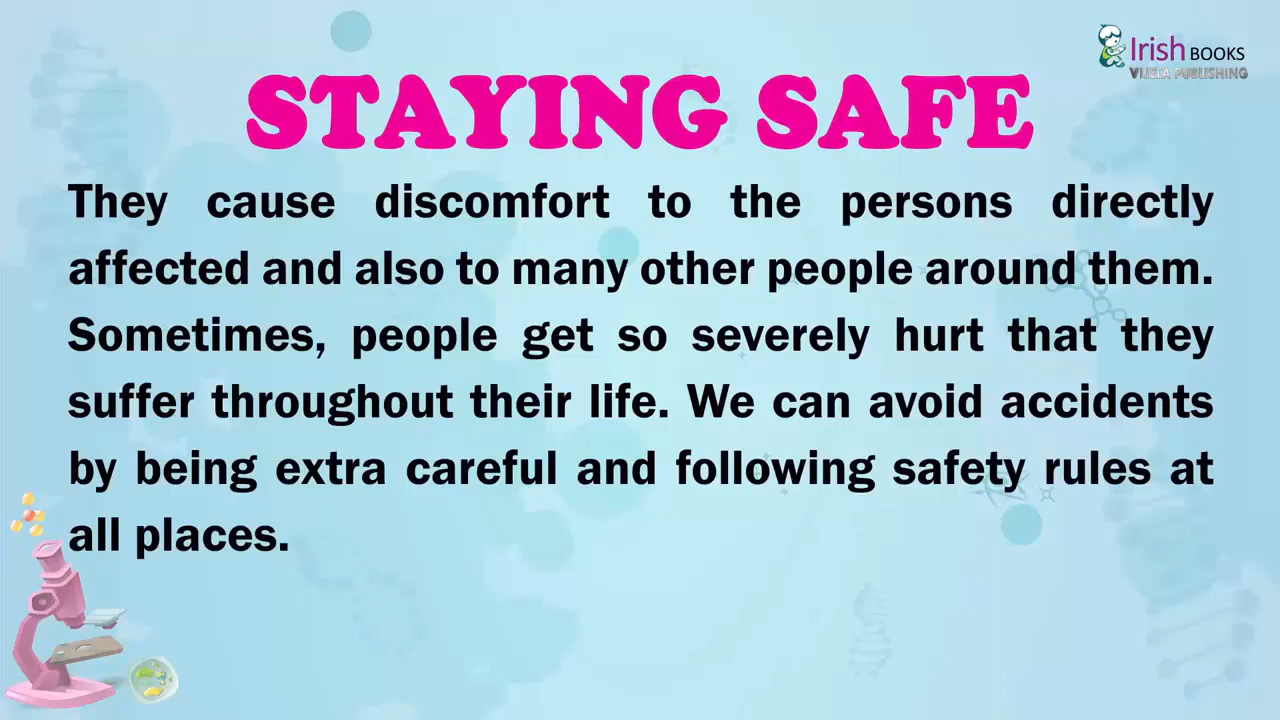 Irish BOOKS
VIJETA PUBLISHING
STAYING SAFE
They cause discomfort to the persons directly
affected and also to many other people around them.
Sometimes, people get so severely hurt that they
suffer throughout their life. We can avoid accidents
by being extra careful and following safety rules at
all places.